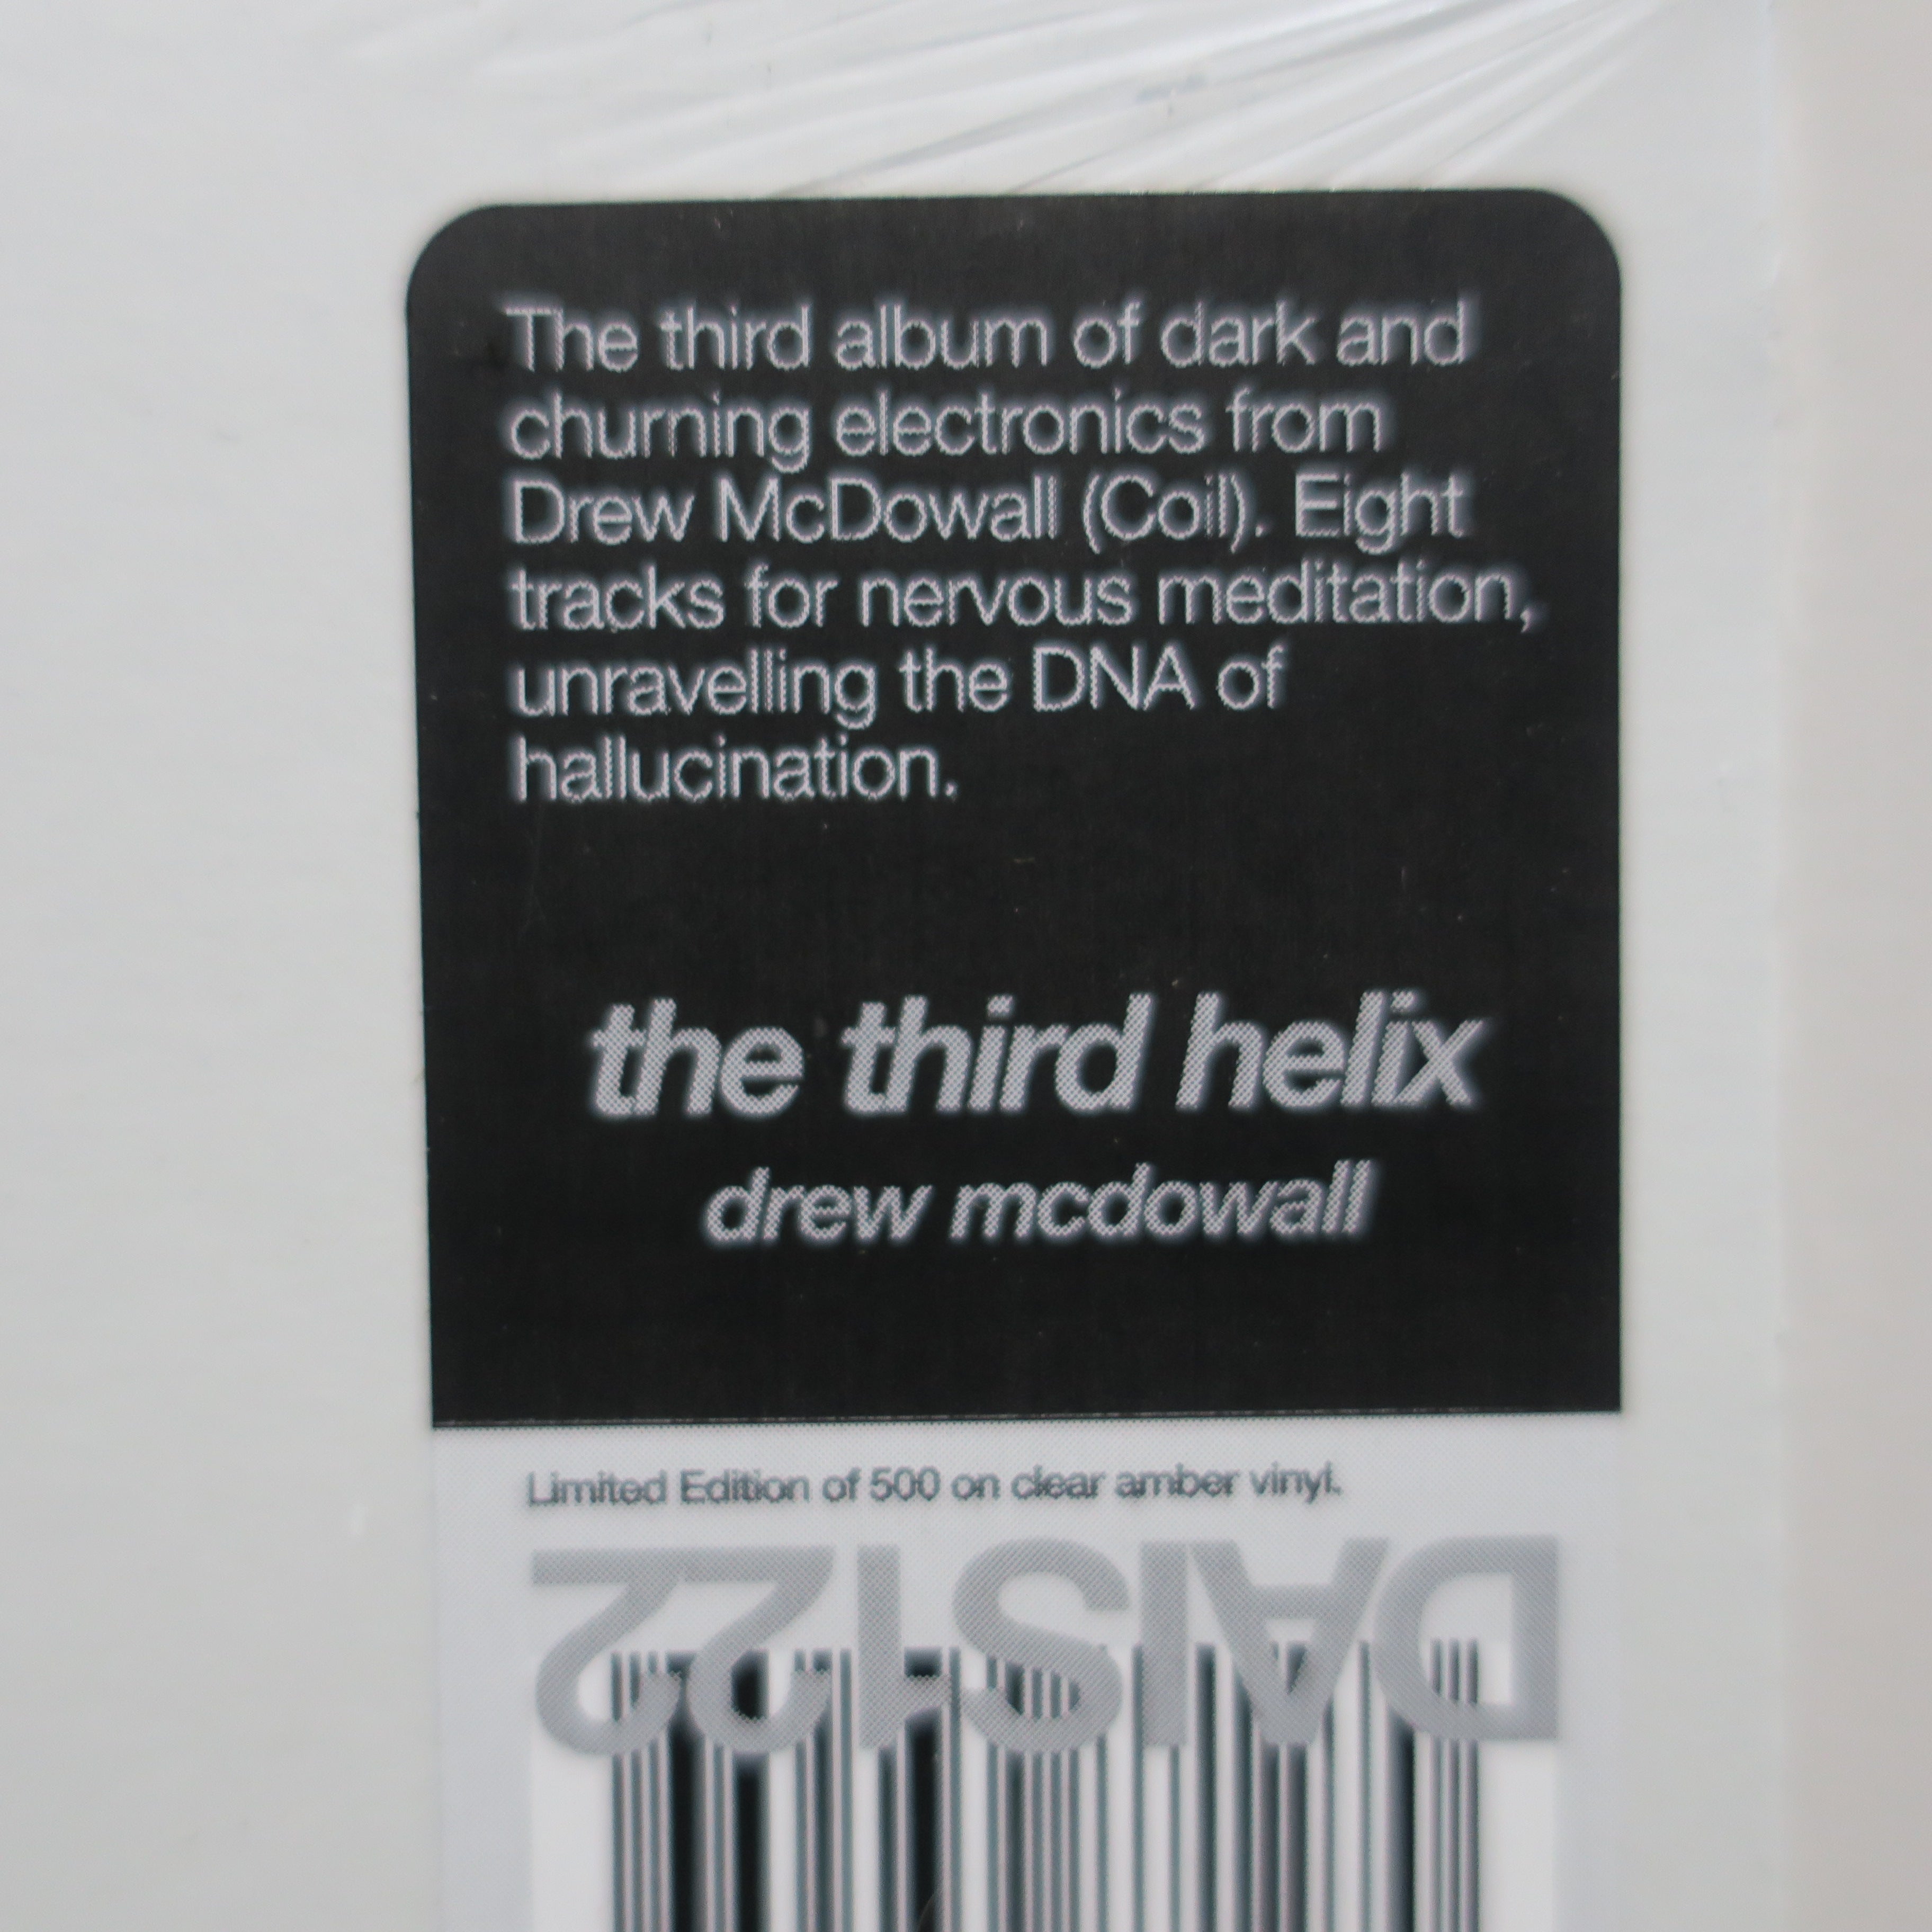 The third album of dark and
churning electronics from
Drew McDowall (Coil). Eight
tracks for nervous meditation,
unravelling the DNA of
hallucination.
the third helix
drew mcdowall
Limited Edition of 500 on clear amber vinyl.
DAIS122